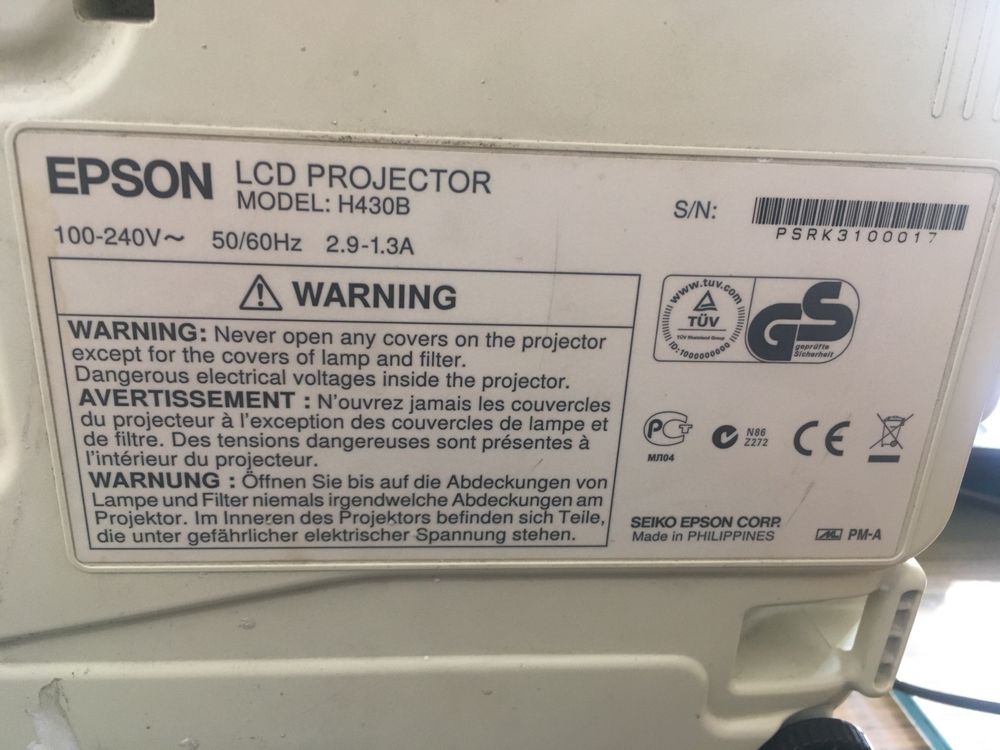 EPSON LCD PROJECTOR
MODEL: H430B
100-240V~ 50/60Hz 2.9-1.3A
S/N:
PSRK3100017
WARNING
WARNING: Never open any covers on the projector
except for the covers of lamp and filter.
Dangerous electrical voltages inside the projector.
AVERTISSEMENT : N'ouvrez jamais les couvercles
du projecteur à l'exception des couvercles de lampe et
de filtre. Des tensions dangereuses sont présentes à
l'intérieur du projecteur.
WARNUNG : Öffnen Sie bis auf die Abdeckungen von
Lampe und Filter niemals irgendwelche Abdeckungen am
Projektor. Im Inneren des Projektors befinden sich Teile,
die unter gefährlicher elektrischer Spannung stehen.
www.tuv.com
TÜV
TÜV Rheinland Group
ID:1000000000
GS
geprüfte
Sicherheit
МЛ04
N86
Z272
CE
SEIKO EPSON CORP.
Made in PHILIPPINES
PM-A